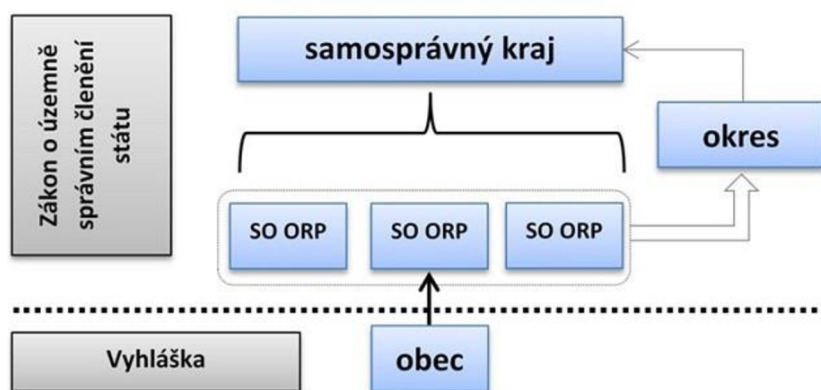 Zákon o územně
správním členění
státu
samosprávný kraj
okres
SO ORP
SO ORP
SO ORP
Vyhláška
obec